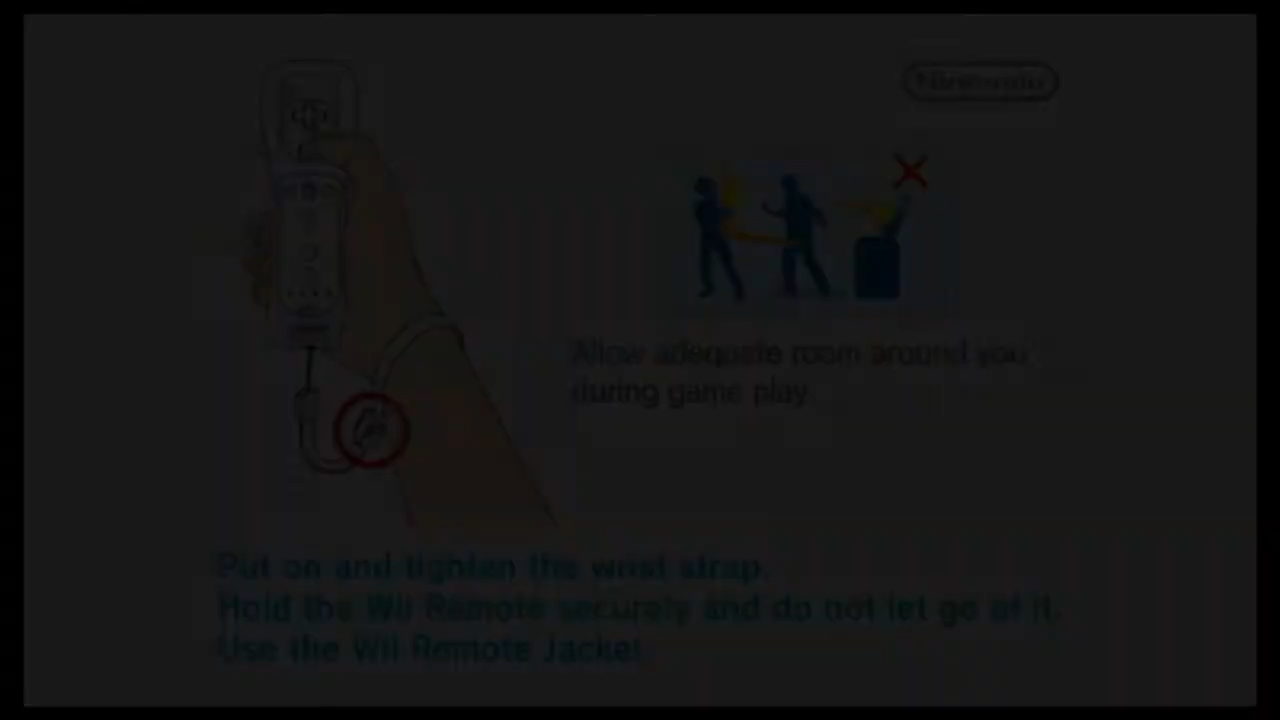 Nintendo
Allow adequate room around you
during game play.
Put on and tighten the wrist strap.
Hold the Wii Remote securely and do not let go of it.
Use the Wii Remote Jacket.